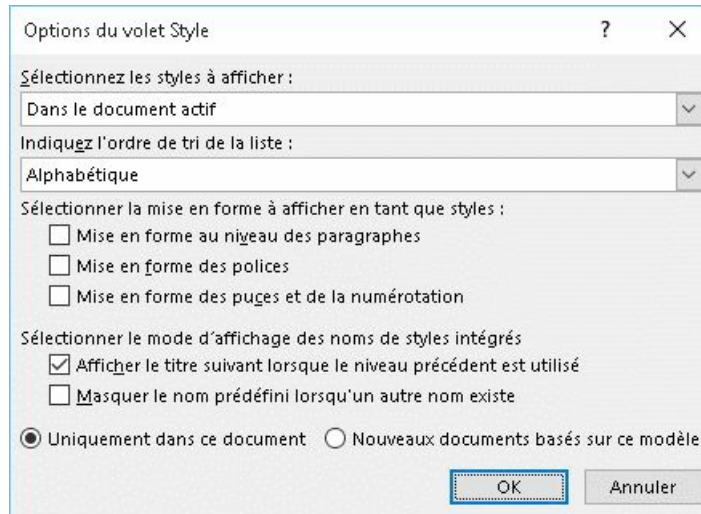 Options du volet Style
?
Sélectionnez les styles à afficher :
Dans le document actif
Indiquez l'ordre de tri de la liste :
Alphabétique
Sélectionner la mise en forme à afficher en tant que styles :
Mise en forme au niveau des paragraphes
Mise en forme des polices
Mise en forme des puces et de la numérotation
Sélectionner le mode d'affichage des noms de styles intégrés
Afficher le titre suivant lorsque le niveau précédent est utilisé
Masquer le nom prédéfini lorsqu'un autre nom existe
Uniquement dans ce document Nouveaux documents basés sur ce modèle
OK Annuler